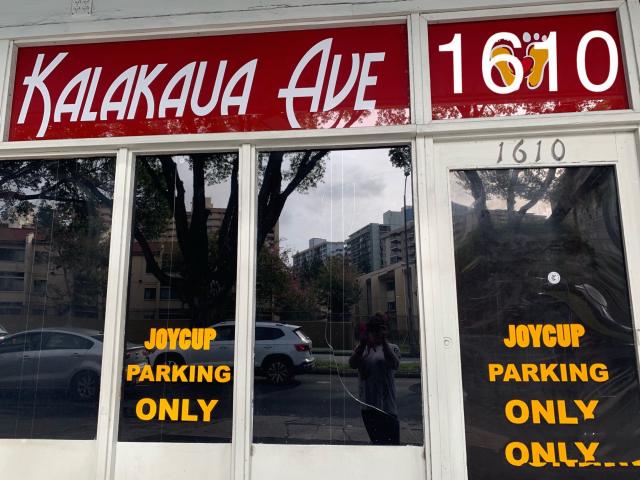 KALAKAUA AVE
1610
1610
JOYCUP
PARKING
ONLY
JOYCUP
PARKING
ONLY
ONLY